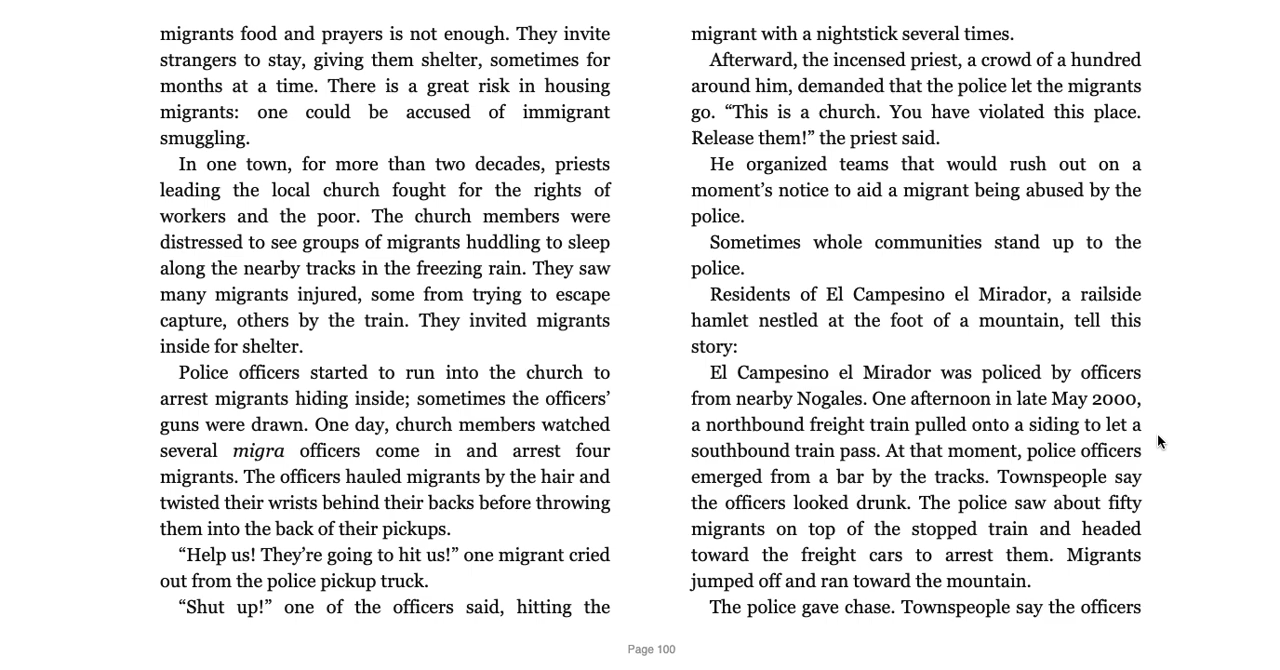 migrants food and prayers is not enough. They invite
strangers to stay, giving them shelter, sometimes for
months at a time. There is a great risk in housing
migrants: one could be accused of immigrant
smuggling.
In one town, for more than two decades, priests
leading the local church fought for the rights of
workers and the poor. The church members were
distressed to see groups of migrants huddling to sleep
along the nearby tracks in the freezing rain. They saw
many migrants injured, some from trying to escape
capture, others by the train. They invited migrants
inside for shelter.
Police officers started to run into the church to
arrest migrants hiding inside; sometimes the officers’
guns were drawn. One day, church members watched
several migra officers come in and arrest four
migrants. The officers hauled migrants by the hair and
twisted their wrists behind their backs before throwing
them into the back of their pickups.
“Help us! They’re going to hit us!” one migrant cried
out from the police pickup truck.
“Shut up!” one of the officers said, hitting the
migrant with a nightstick several times.
Afterward, the incensed priest, a crowd of a hundred
around him, demanded that the police let the migrants
go. “This is a church. You have violated this place.
Release them!” the priest said.
He organized teams that would rush out on a
moment’s notice to aid a migrant being abused by the
police.
Sometimes whole communities stand up to the
police.
Residents of El Campesino el Mirador, a railside
hamlet nestled at the foot of a mountain, tell this
story:
El Campesino el Mirador was policed by officers
from nearby Nogales. One afternoon in late May 2000,
a northbound freight train pulled onto a siding to let a
southbound train pass. At that moment, police officers
emerged from a bar by the tracks. Townspeople say
the officers looked drunk. The police saw about fifty
migrants on top of the stopped train and headed
toward the freight cars to arrest them. Migrants
jumped off and ran toward the mountain.
The police gave chase. Townspeople say the officers
Page 100